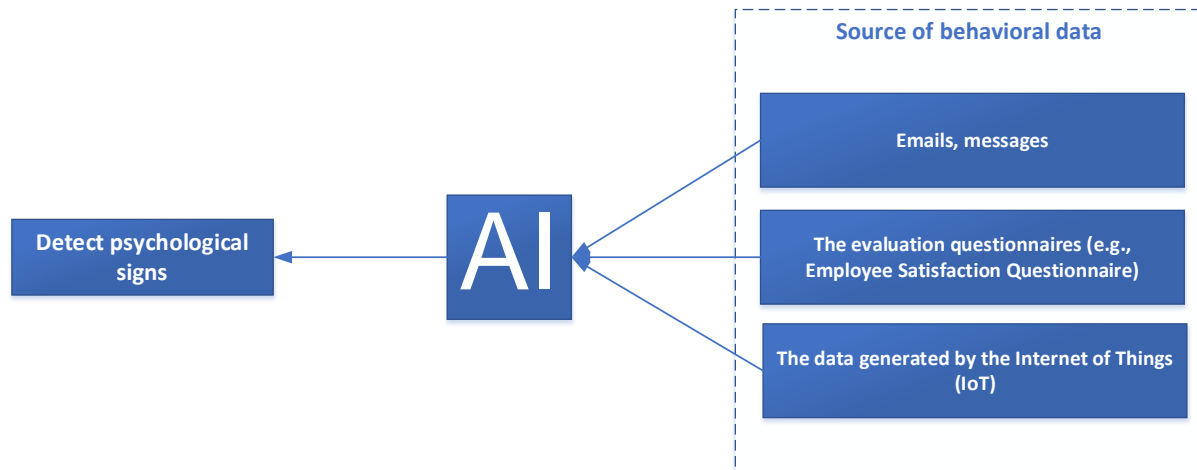 Source of behavioral data
Emails, messages
Detect psychological
signs
AI
The evaluation questionnaires (e.g.,
Employee Satisfaction Questionnaire)
The data generated by the Internet of Things
(IoT)